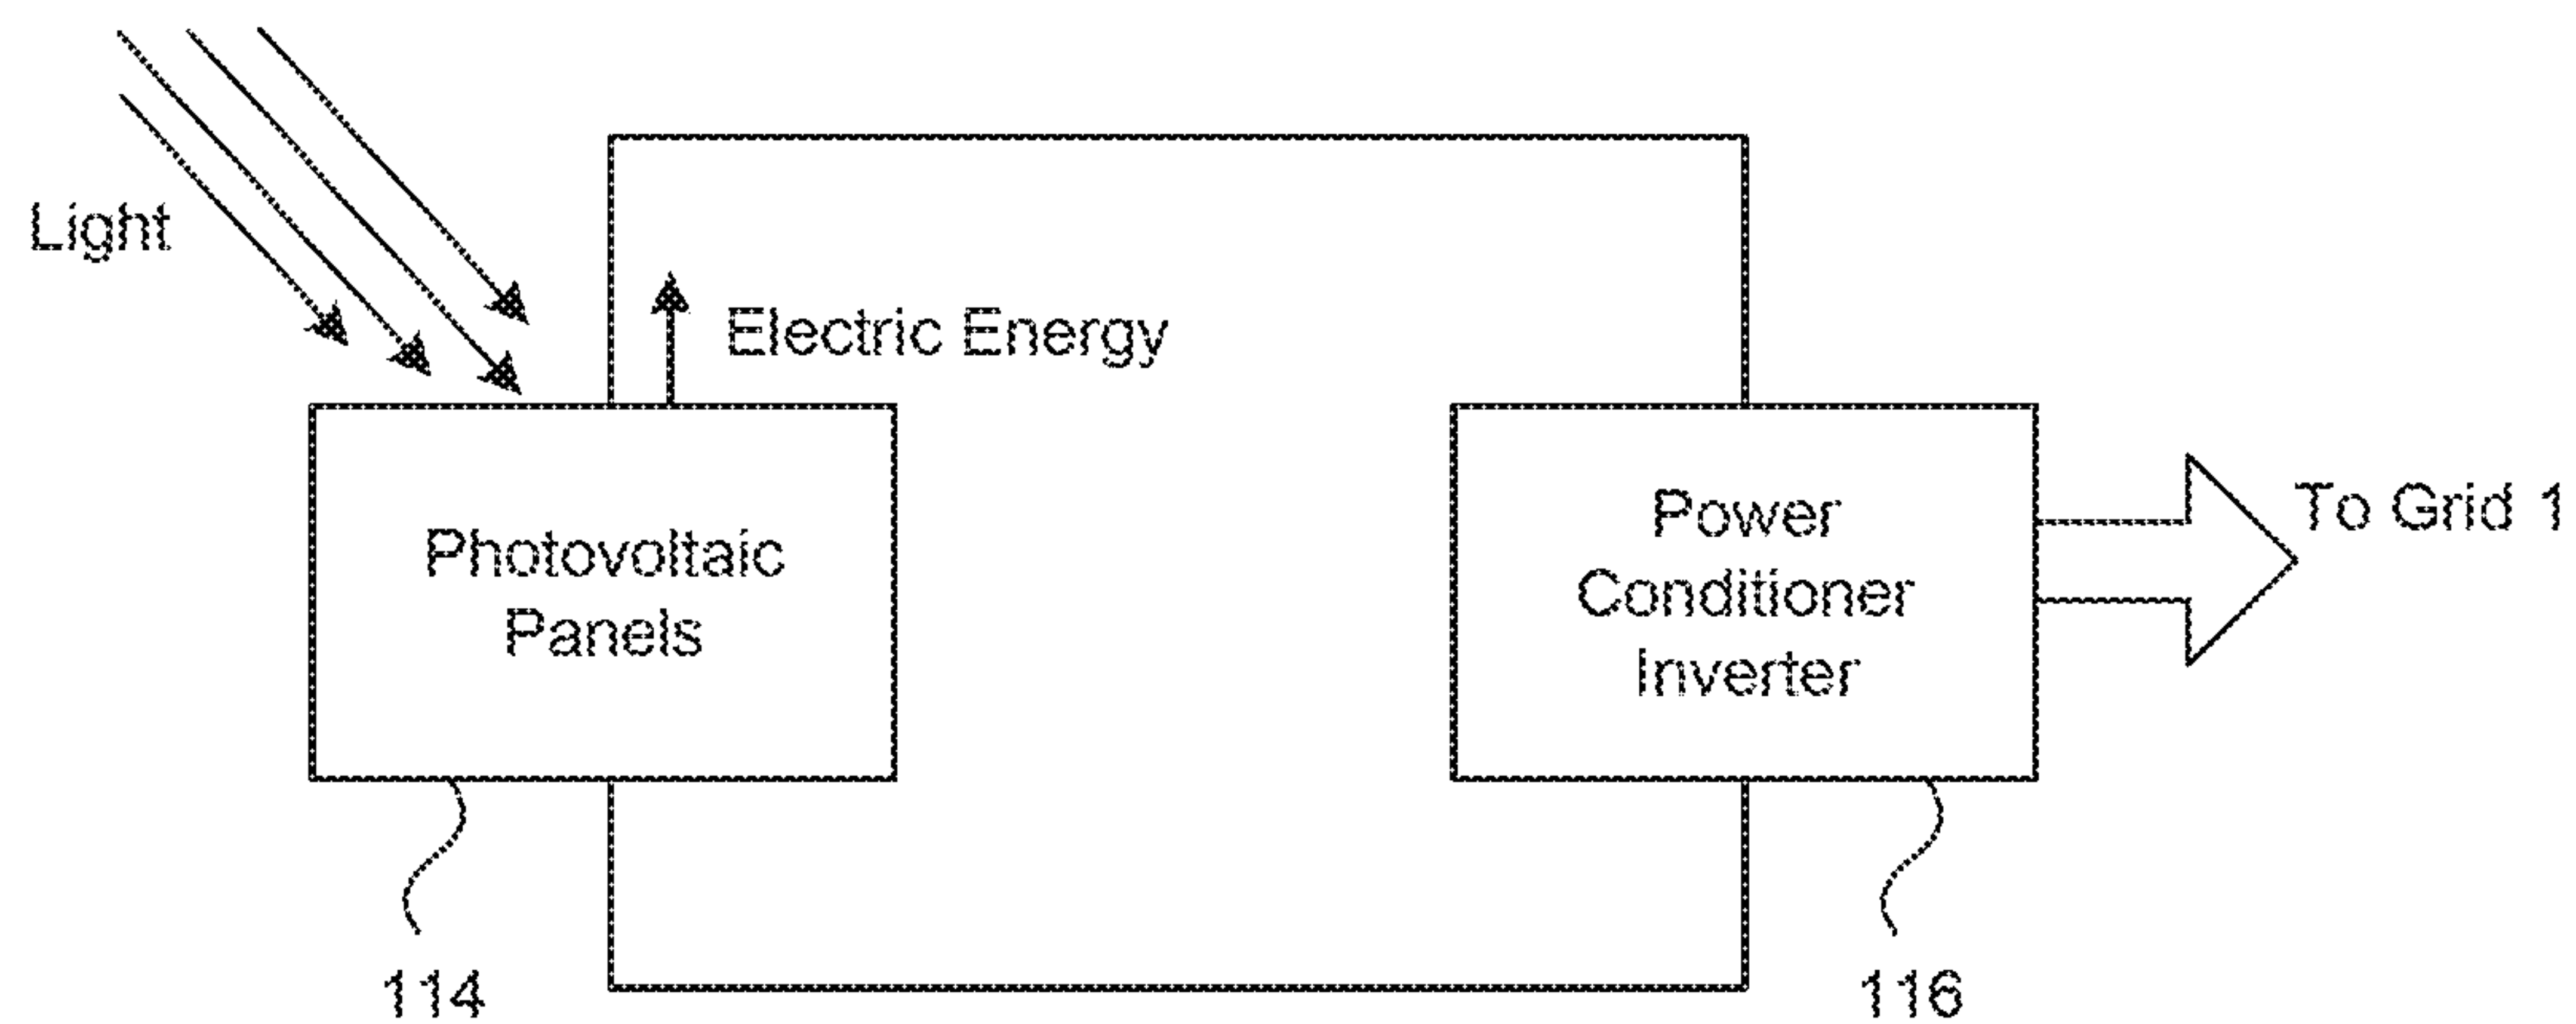 Light
Electric Energy
Photovoltaic
Panels
Power
Conditioner
Inverter
To Grid 1
114
116